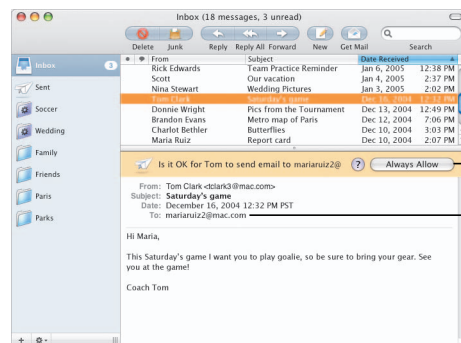 Inbox (18 messages, 3 unread)
Delete Junk Reply Reply All Forward New Get Mail Search
Inbox 3
Sent
Soccer
Wedding
Family
Friends
Paris
Parks
From Subject Date Received
Rick Edwards Team Practice Reminder Jan 6, 2005 12:38 PM
Scott Our vacation Jan 4, 2005 2:37 PM
Nina Stewart Wedding Pictures Jan 3, 2005 2:02 PM
Tom Clark Saturday's game Dec 16, 2004 12:32 PM
Donnie Wright Pics from the Tournament Dec 13, 2004 12:49 PM
Brandon Evans Metro map of Paris Dec 12, 2004 7:06 PM
Charlot Bethler Butterflies Dec 10, 2004 3:03 PM
Maria Ruiz Report card Dec 10, 2004 2:07 PM
Is it OK for Tom to send email to mariaruiz2@ ? Always Allow
From: Tom Clark <tclark3@mac.com>
Subject: Saturday's game
Date: December 16, 2004 12:32 PM PST
To: mariaruiz2@mac.com
Hi Maria,
This Saturday's game I want you to play goalie, so be sure to bring your gear. See
you at the game!
Coach Tom